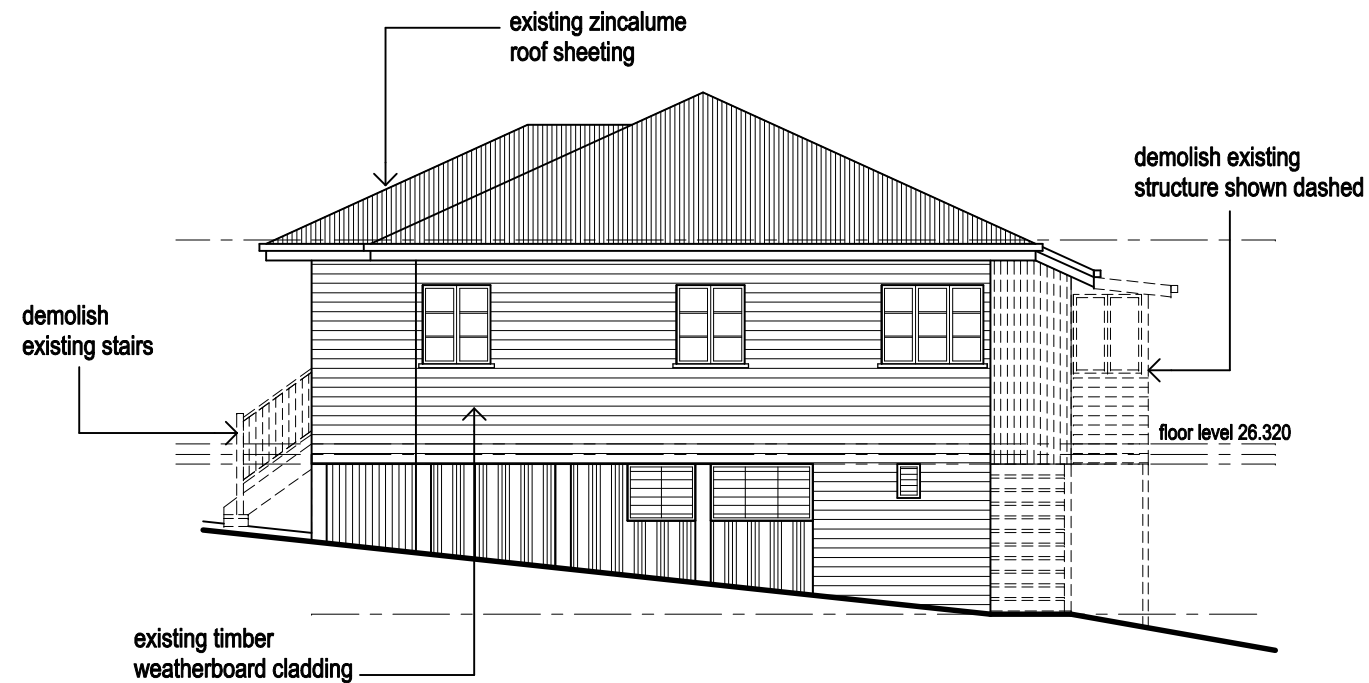 existing zincalume
roof sheeting
demolish existing
structure shown dashed
demolish
existing stairs
floor level 26.320
existing timber
weatherboard cladding